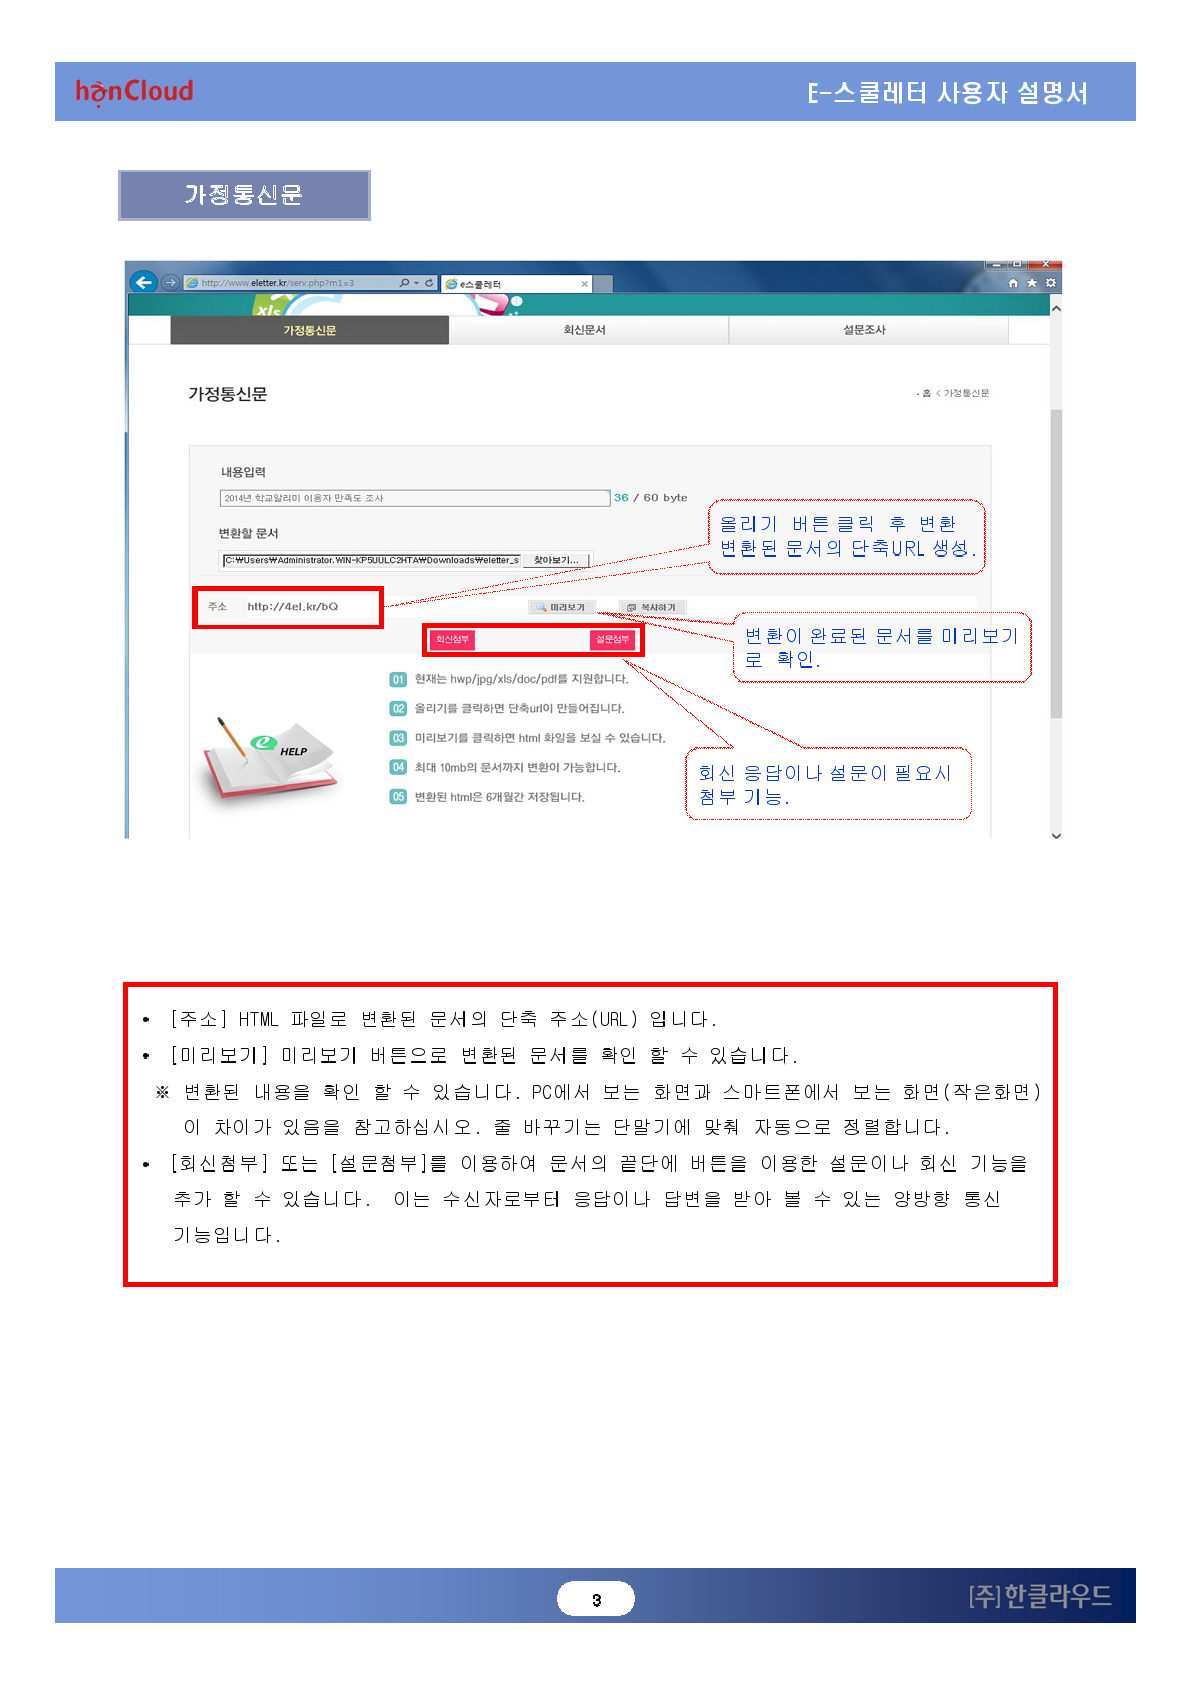 hanCloud
E-스쿨레터 사용자 설명서
가정통신문
http://www.eletter.kr/serv.php?m1=3
e스쿨레터
xls
가정통신문 회신문서 설문조사
가정통신문
- 홈 < 가정통신문
내용입력
2014년 학교알리미 이용자 만족도 조사
36 / 60 byte
올리기 버튼 클릭 후 변환
변환된 문서의 단축URL 생성.
변환할 문서
C:₩Users₩Administrator.WIN-KP5UULC2HTA₩Downloads₩eletter_s 찾아보기...
주소 http://4el.kr/bQ
미리보기 복사하기
변환이 완료된 문서를 미리보기
로 확인.
회신첨부 설문첨부
01 현재는 hwp/jpg/xls/doc/pdf를 지원합니다.
02 올리기를 클릭하면 단축url이 만들어집니다.
03 미리보기를 클릭하면 html 화일을 보실 수 있습니다.
04 최대 10mb의 문서까지 변환이 가능합니다.
05 변환된 html은 6개월간 저장됩니다.
e HELP
회신 응답이나 설문이 필요시
첨부 기능.
• [주소] HTML 파일로 변환된 문서의 단축 주소(URL) 입니다.
• [미리보기] 미리보기 버튼으로 변환된 문서를 확인 할 수 있습니다.
※ 변환된 내용을 확인 할 수 있습니다. PC에서 보는 화면과 스마트폰에서 보는 화면(작은화면)
이 차이가 있음을 참고하십시오. 줄 바꾸기는 단말기에 맞춰 자동으로 정렬합니다.
• [회신첨부] 또는 [설문첨부]를 이용하여 문서의 끝단에 버튼을 이용한 설문이나 회신 기능을
추가 할 수 있습니다. 이는 수신자로부터 응답이나 답변을 받아 볼 수 있는 양방향 통신
기능입니다.
3
[주]한클라우드